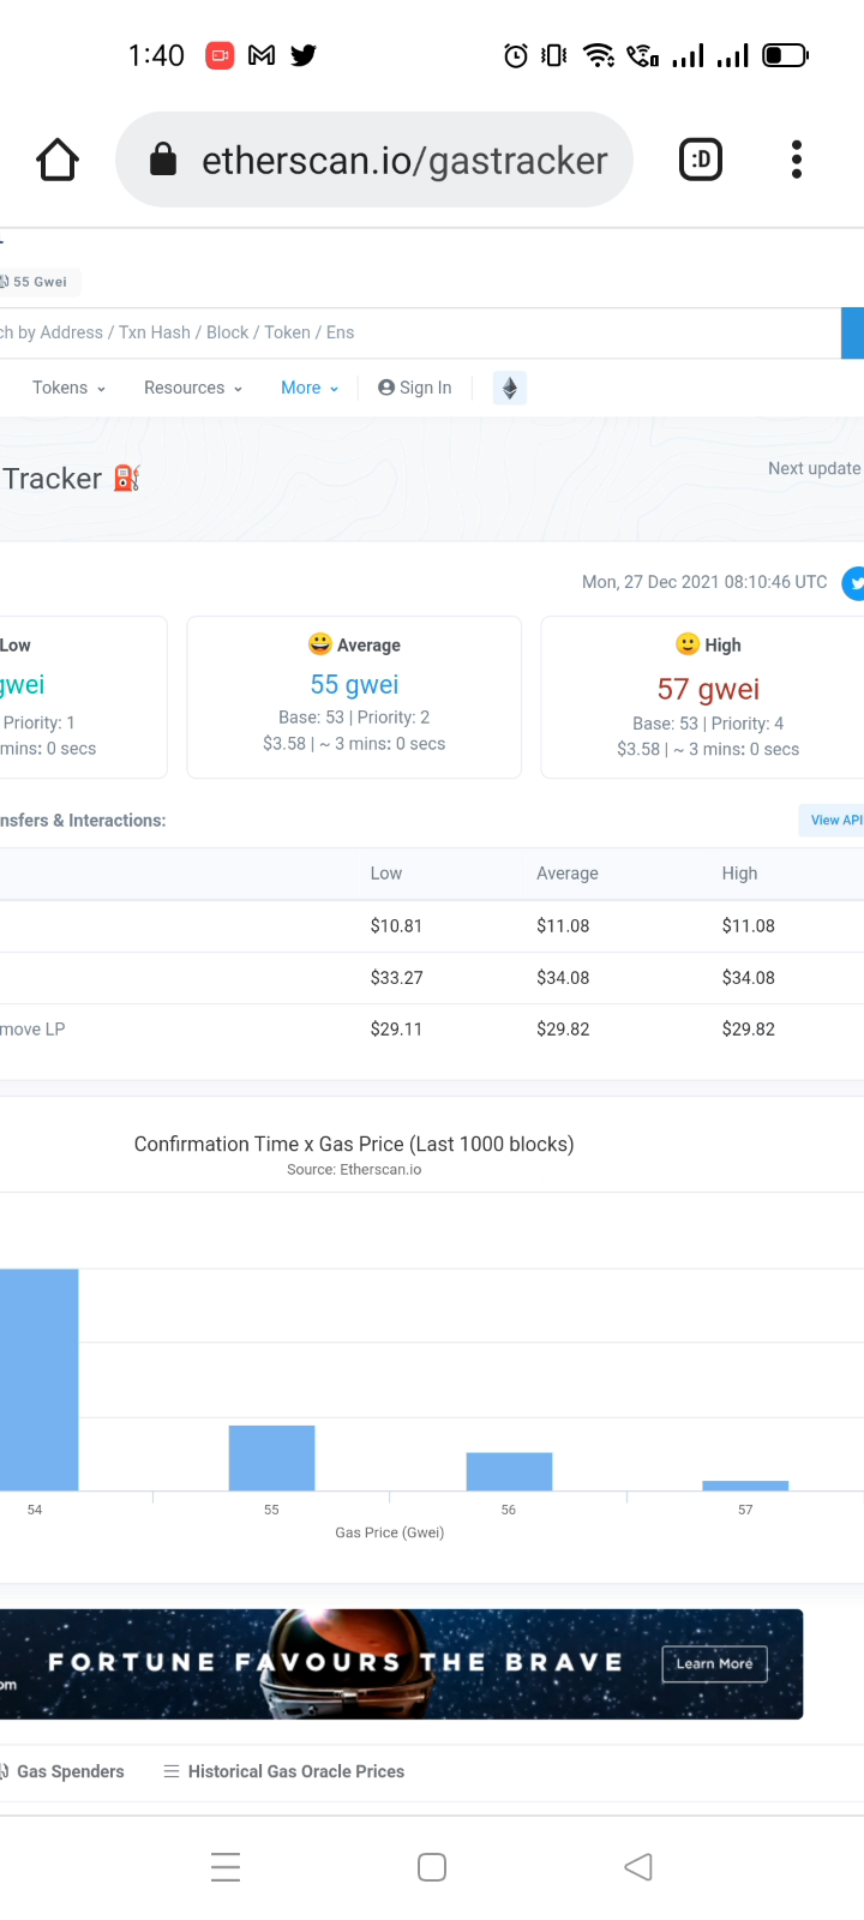 1:40
etherscan.io/gastracker
:D
55 Gwei
ch by Address / Txn Hash / Block / Token / Ens
Tokens
Resources
More
Sign In
Tracker
Next update
Mon, 27 Dec 2021 08:10:46 UTC
Low
gwei
Priority: 1
mins: 0 secs
Average
55 gwei
Base: 53 | Priority: 2
$3.58 | ~ 3 mins: 0 secs
High
57 gwei
Base: 53 | Priority: 4
$3.58 | ~ 3 mins: 0 secs
nsfers & Interactions:
View API
Low Average High
$10.81 $11.08 $11.08
$33.27 $34.08 $34.08
move LP $29.11 $29.82 $29.82
Confirmation Time x Gas Price (Last 1000 blocks)
Source: Etherscan.io
54 55 56 57
Gas Price (Gwei)
FORTUNE FAVOURS THE BRAVE
Learn More
om
Gas Spenders
Historical Gas Oracle Prices